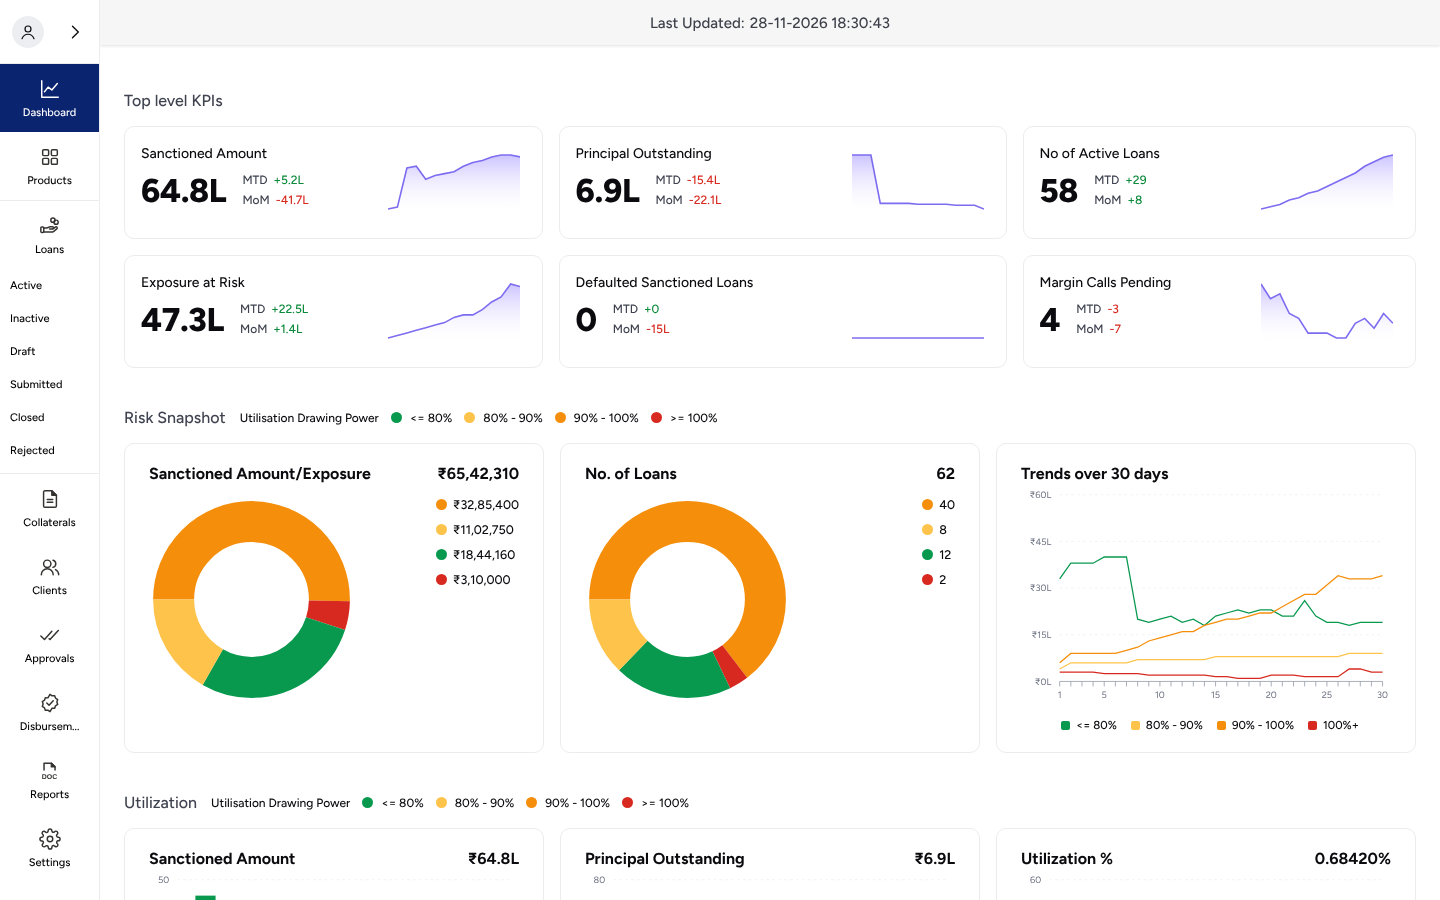 Last Updated: 28-11-2026 18:30:43
Dashboard
Products
Loans
Active
Inactive
Draft
Submitted
Closed
Rejected
Collaterals
Clients
Approvals
Disbursem...
DOC
Reports
Settings
Top level KPIs
Sanctioned Amount
64.8L
MTD +5.2L
MoM -41.7L
Principal Outstanding
6.9L
MTD -15.4L
MoM -22.1L
No of Active Loans
58
MTD +29
MoM +8
Exposure at Risk
47.3L
MTD +22.5L
MoM +1.4L
Defaulted Sanctioned Loans
0
MTD +0
MoM -15L
Margin Calls Pending
4
MTD -3
MoM -7
Risk Snapshot Utilisation Drawing Power <= 80% 80% - 90% 90% - 100% >= 100%
Sanctioned Amount/Exposure ₹65,42,310
₹32,85,400
₹11,02,750
₹18,44,160
₹3,10,000
No. of Loans 62
40
8
12
2
Trends over 30 days
₹60L
₹45L
₹30L
₹15L
₹0L
1 5 10 15 20 25 30
<= 80% 80% - 90% 90% - 100% 100%+
Utilization Utilisation Drawing Power <= 80% 80% - 90% 90% - 100% >= 100%
Sanctioned Amount ₹64.8L
50
Principal Outstanding ₹6.9L
80
Utilization % 0.68420%
60